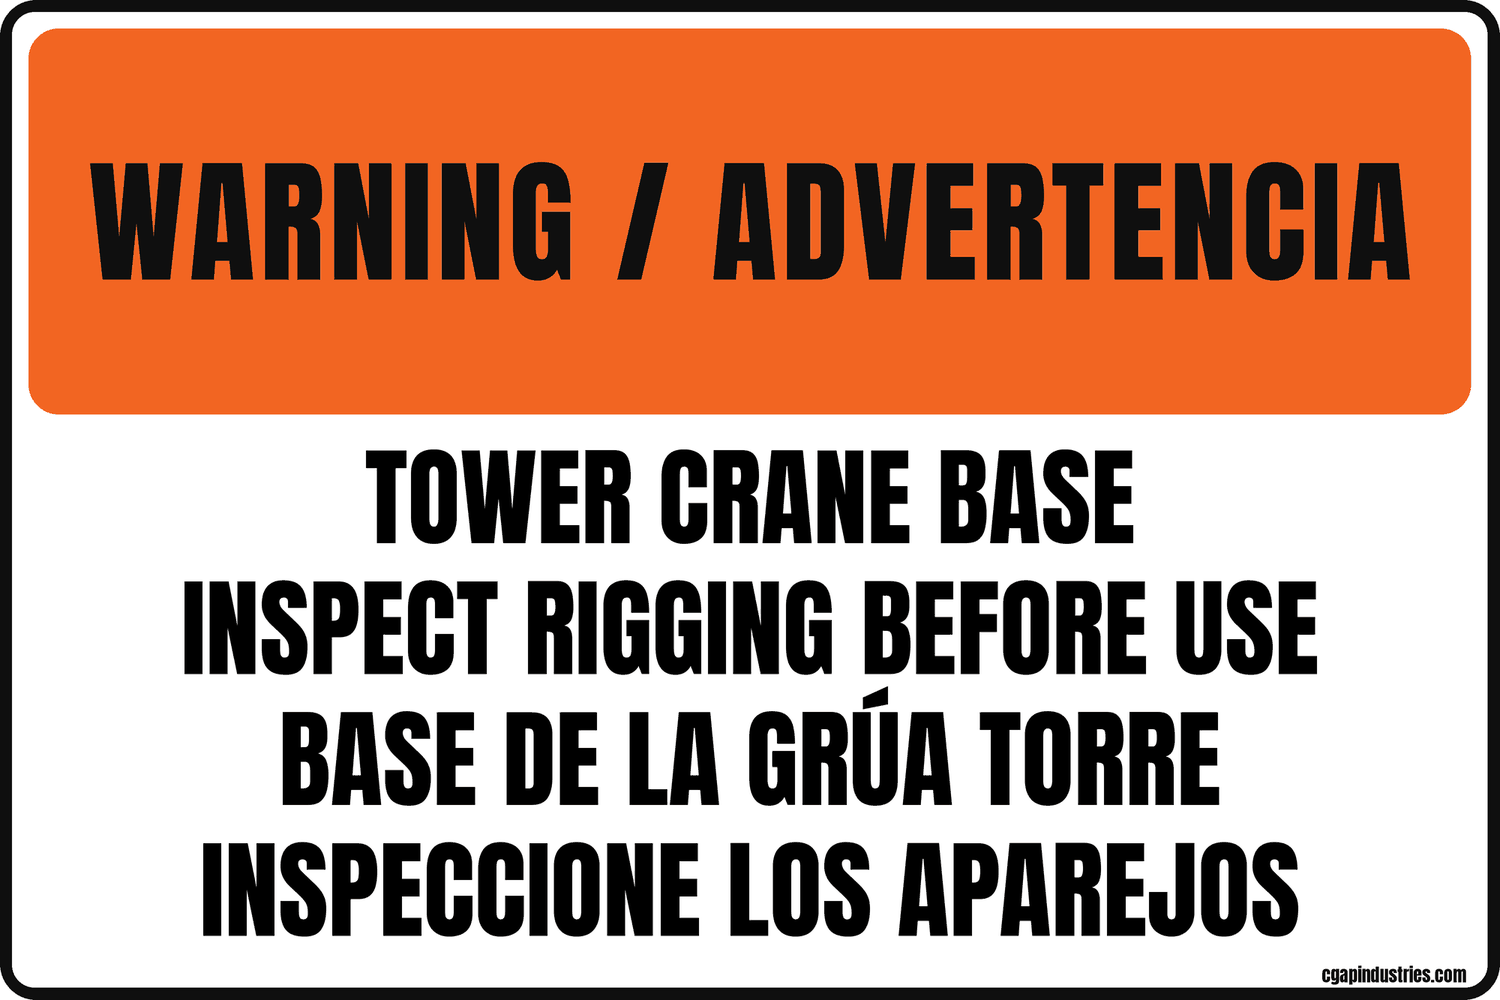 WARNING / ADVERTENCIA
TOWER CRANE BASE
INSPECT RIGGING BEFORE USE
BASE DE LA GRÚA TORRE
INSPECCIONE LOS APAREJOS
cgapindustries.com